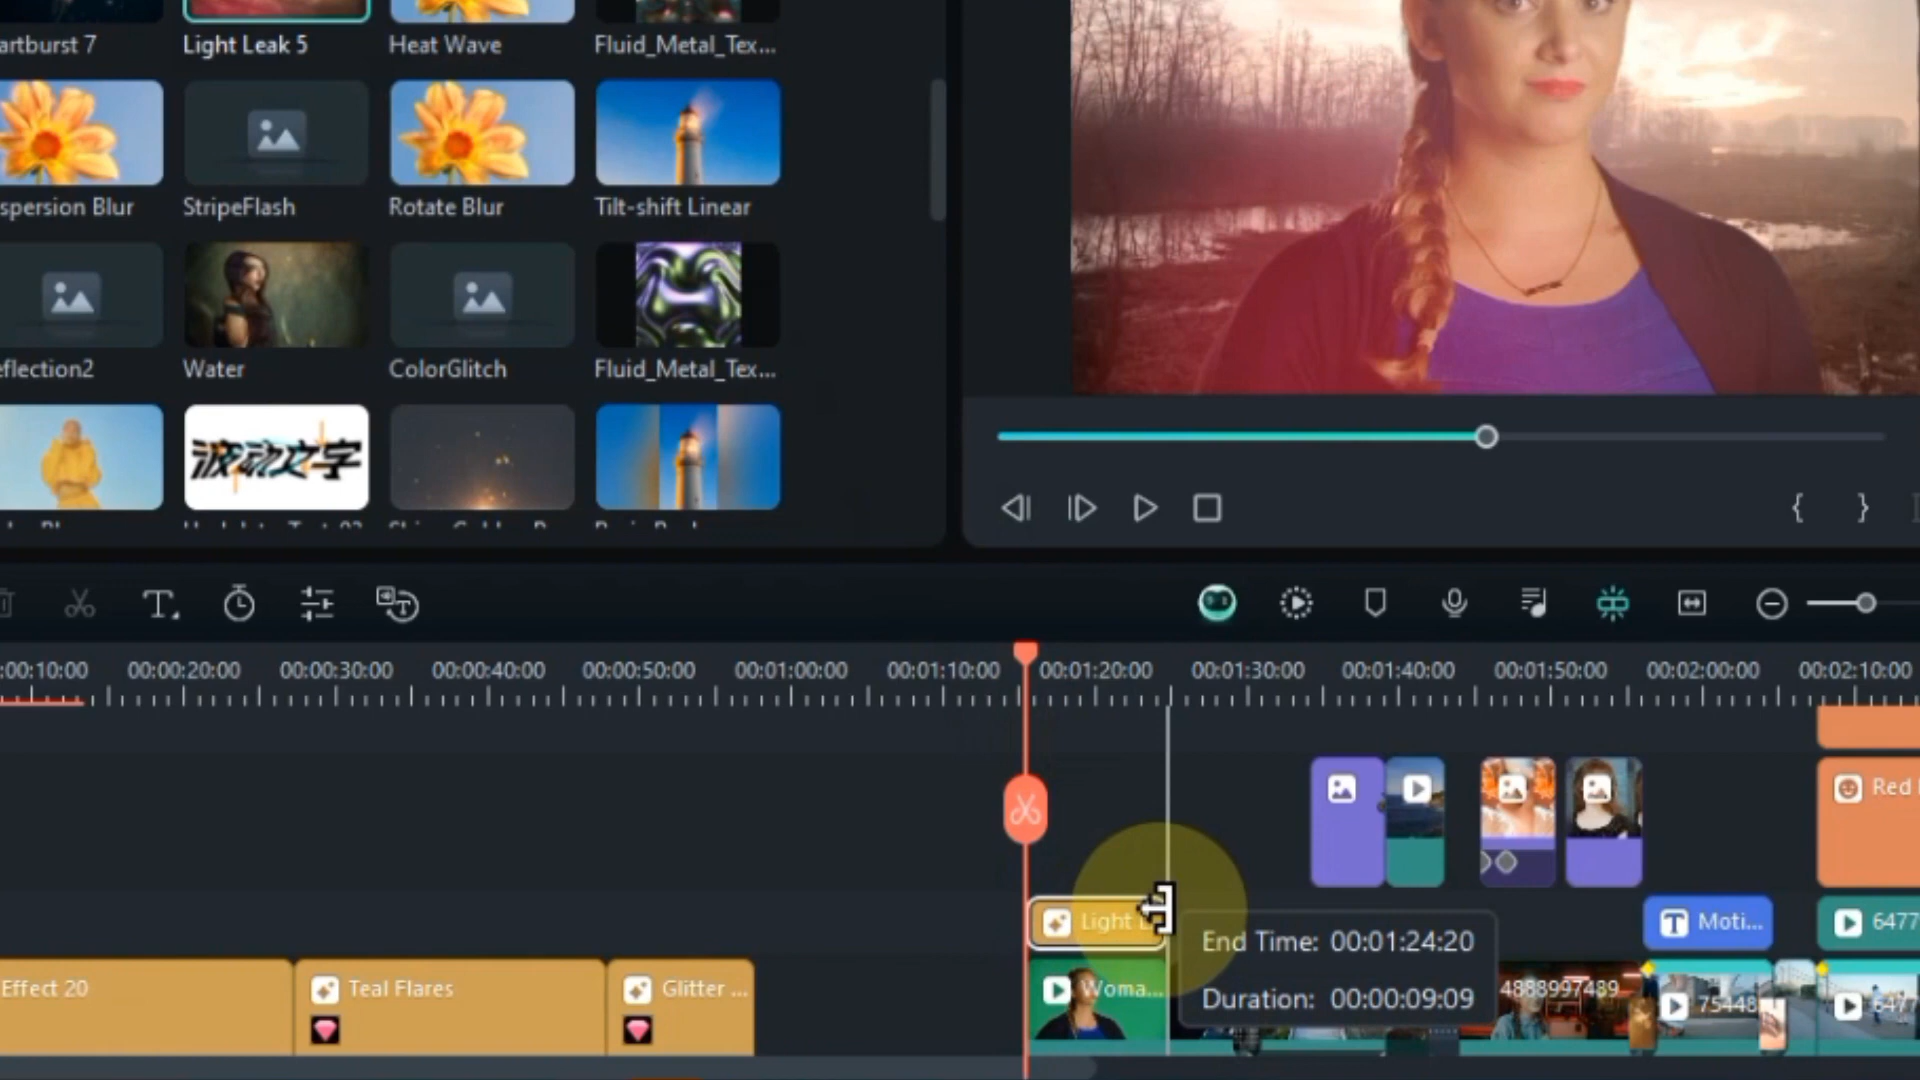 artburst 7
Light Leak 5
Heat Wave
Fluid_Metal_Tex...
spersion Blur
StripeFlash
Rotate Blur
Tilt-shift Linear
eflection2
Water
ColorGlitch
Fluid_Metal_Tex...
波动文字
:00:10:00
00:00:20:00
00:00:30:00
00:00:40:00
00:00:50:00
00:01:00:00
00:01:10:00
00:01:20:00
00:01:30:00
00:01:40:00
00:01:50:00
00:02:00:00
00:02:10:00
Red
Light
End Time: 00:01:24:20
Duration: 00:00:09:09
Moti...
6477
Effect 20
Teal Flares
Glitter ...
Woma...
4888997489
75448
6477